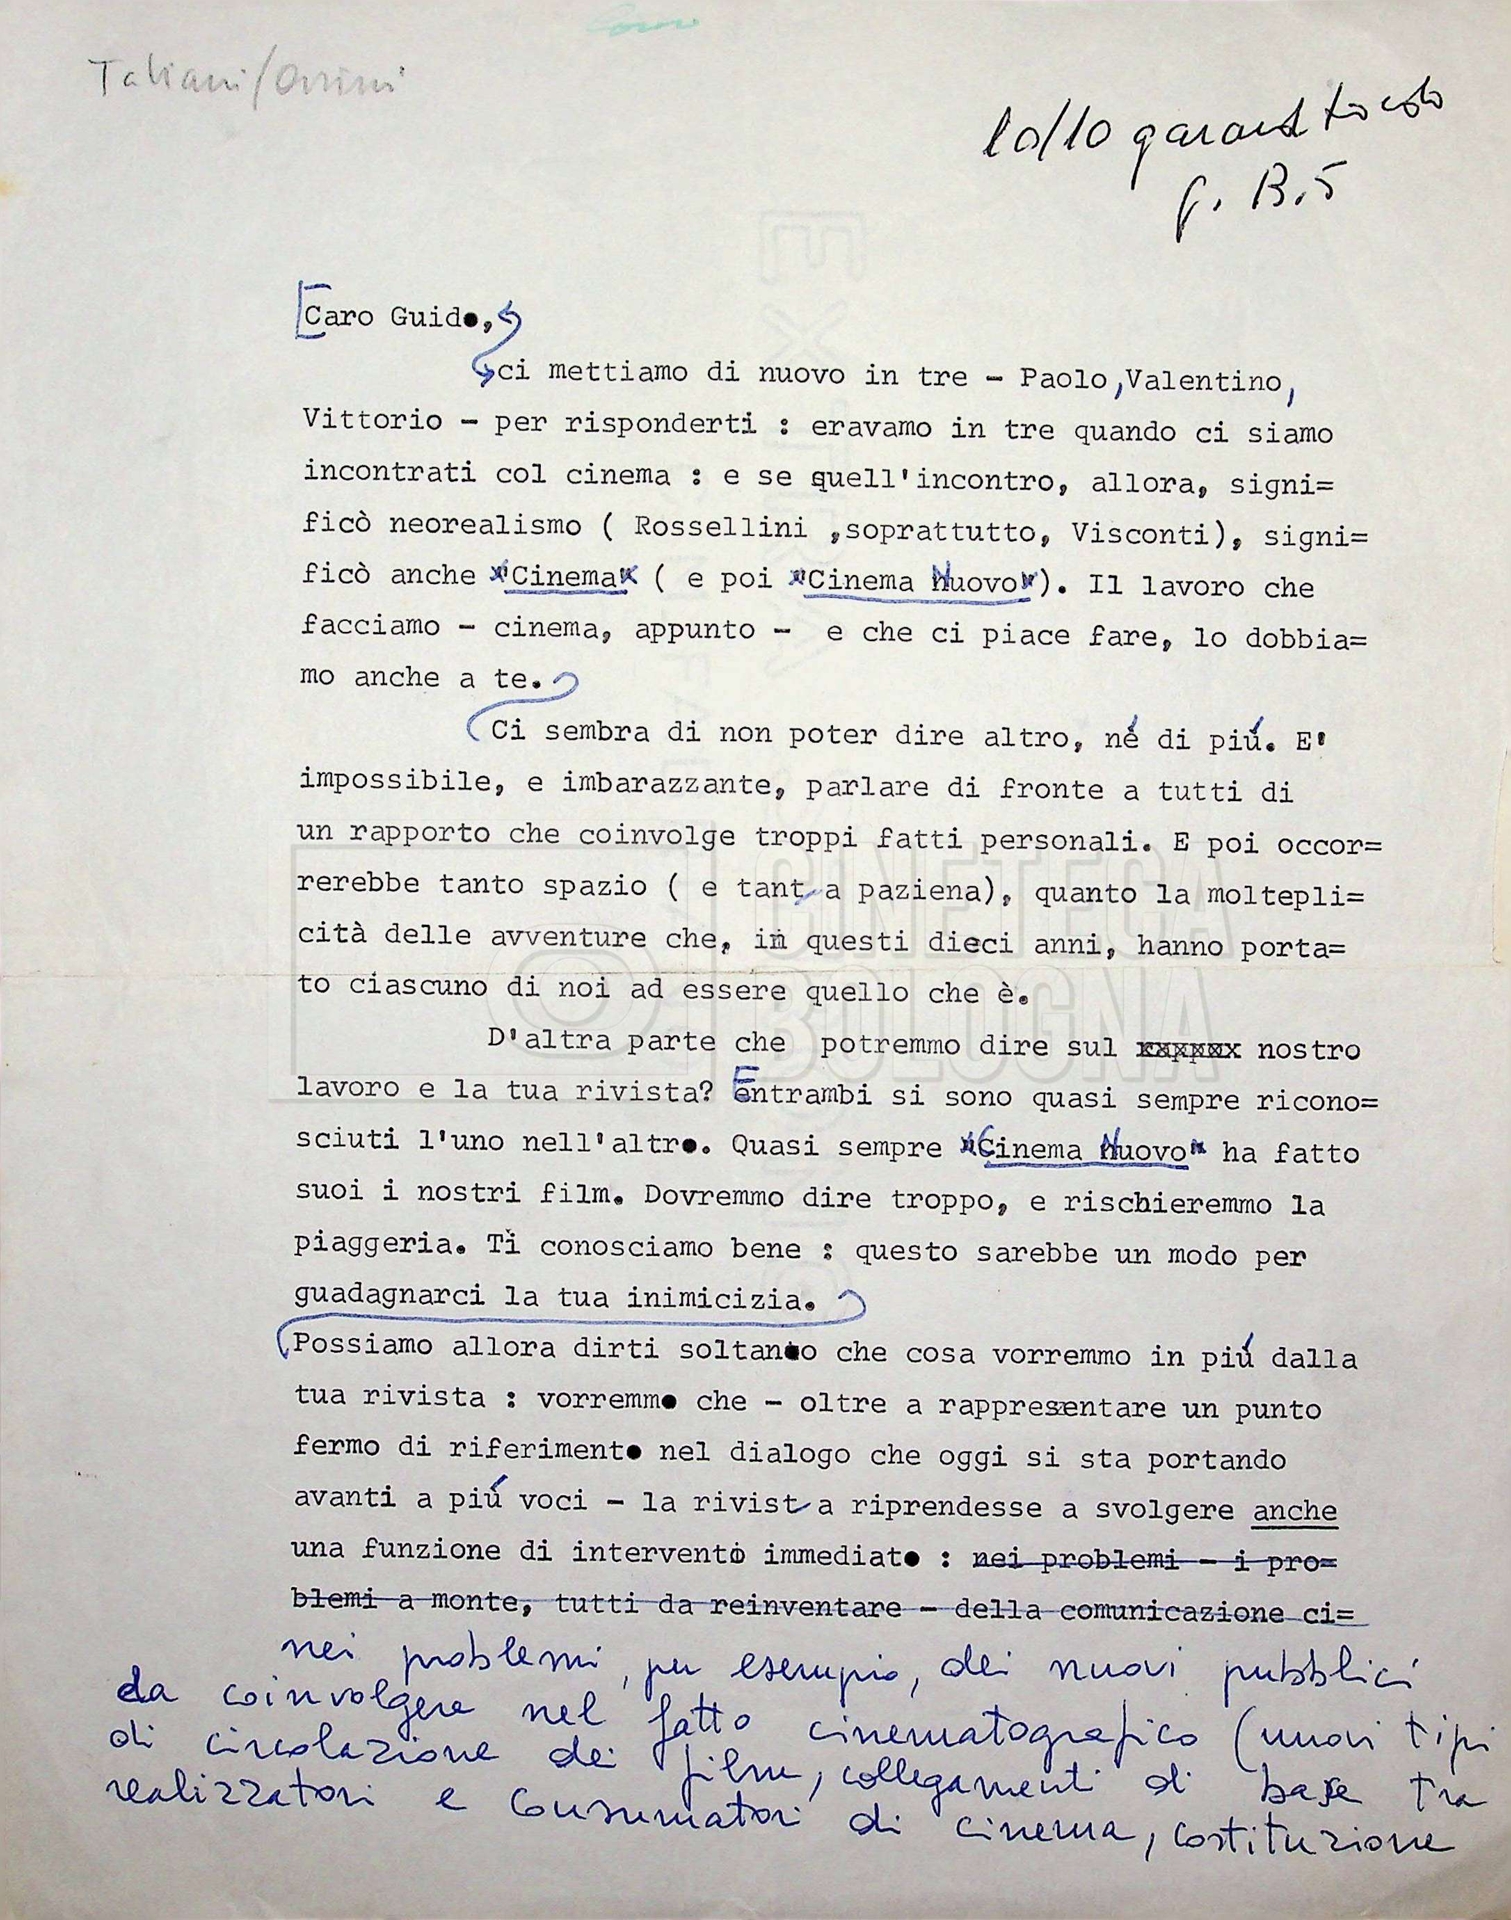 Taviani/Orsini
10/10 garamond tondo
g. B.5
Caro Guido,
ci mettiamo di nuovo in tre - Paolo, Valentino,
Vittorio - per risponderti : eravamo in tre quando ci siamo
incontrati col cinema : e se quell'incontro, allora, signi=
ficò neorealismo ( Rossellini ,soprattutto, Visconti), signi=
ficò anche "Cinema" ( e poi "Cinema Nuovo"). Il lavoro che
facciamo - cinema, appunto - e che ci piace fare, lo dobbia=
mo anche a te.
Ci sembra di non poter dire altro, né di piú. E'
impossibile, e imbarazzante, parlare di fronte a tutti di
un rapporto che coinvolge troppi fatti personali. E poi occor=
rerebbe tanto spazio ( e tant a paziena), quanto la moltepli=
cità delle avventure che, in questi dieci anni, hanno porta=
to ciascuno di noi ad essere quello che è.
D'altra parte che potremmo dire sul nostro
lavoro e la tua rivista? Entrambi si sono quasi sempre ricono=
sciuti l'uno nell'altro. Quasi sempre "Cinema Nuovo" ha fatto
suoi i nostri film. Dovremmo dire troppo, e rischieremmo la
piaggeria. Ti conosciamo bene : questo sarebbe un modo per
guadagnarci la tua inimicizia.
Possiamo allora dirti soltanto che cosa vorremmo in piú dalla
tua rivista : vorremmo che - oltre a rappresentare un punto
fermo di riferimento nel dialogo che oggi si sta portando
avanti a piú voci - la rivist a riprendesse a svolgere anche
una funzione di intervento immediato : nei problemi - i pro=
blemi a monte, tutti da reinventare - della comunicazione ci=
nei problemi, per esempio, dei nuovi pubblici
da coinvolgere nel fatto cinematografico (nuovi tipi
di circolazione dei film, collegamenti di base tra
realizzatori e consumatori di cinema, costituzione
EXTRA
CINETECA
BOLOGNA